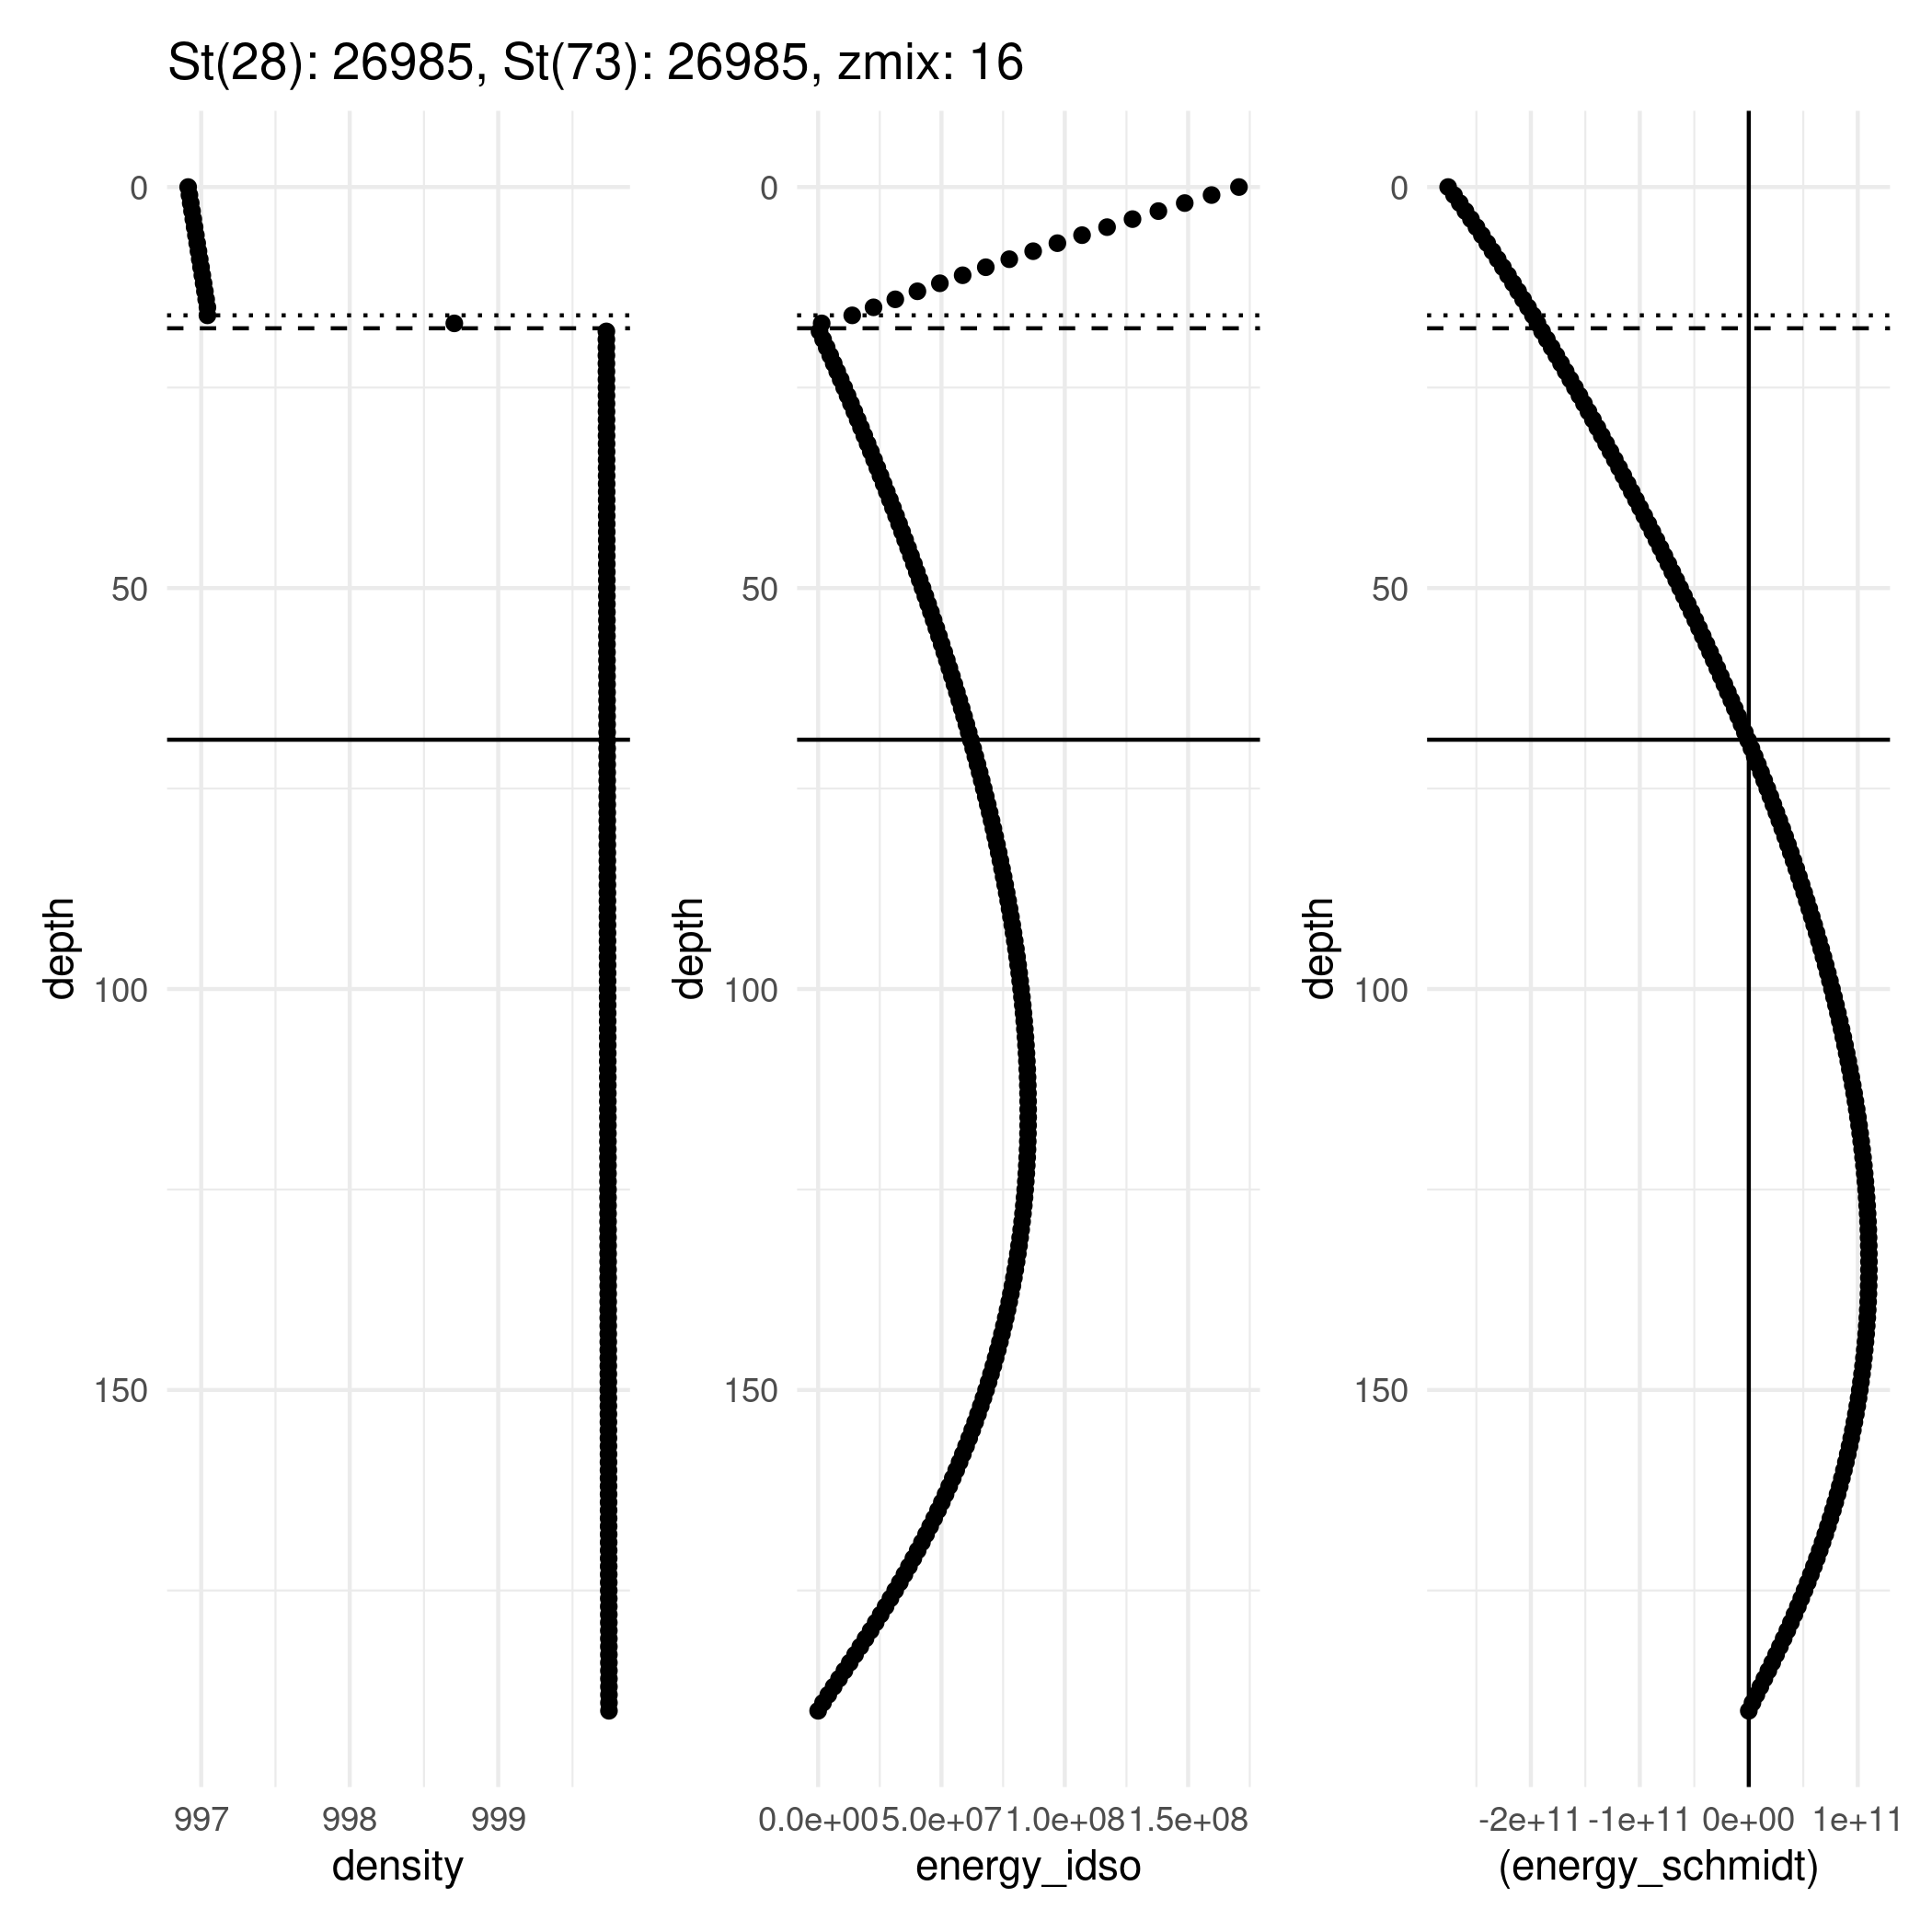 St(28): 26985, St(73): 26985, zmix: 16
0
50
100
150
depth
997 998 999
density
0
50
100
150
depth
0.0e+00 5.0e+07 1.0e+08 1.5e+08
energy_idso
0
50
100
150
depth
-2e+11 -1e+11 0e+00 1e+11
(energy_schmidt)